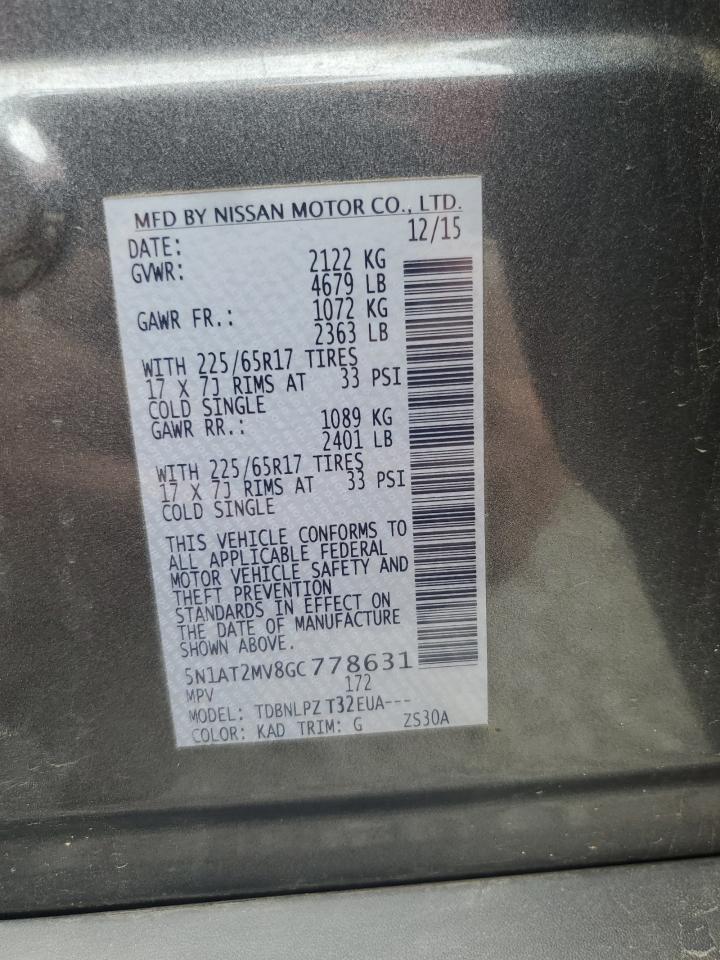 MFD BY NISSAN MOTOR CO., LTD.
DATE: 12/15
GVWR: 2122 KG
4679 LB
GAWR FR.: 1072 KG
2363 LB
WITH 225/65R17 TIRES
17 X 7J RIMS AT 33 PSI
COLD SINGLE
GAWR RR.: 1089 KG
2401 LB
WITH 225/65R17 TIRES
17 X 7J RIMS AT 33 PSI
COLD SINGLE
THIS VEHICLE CONFORMS TO
ALL APPLICABLE FEDERAL
MOTOR VEHICLE SAFETY AND
THEFT PREVENTION
STANDARDS IN EFFECT ON
THE DATE OF MANUFACTURE
SHOWN ABOVE.
5N1AT2MV8GC778631
MPV 172
MODEL: TDBNLPZ T32EUA---
COLOR: KAD TRIM: G ZS30A